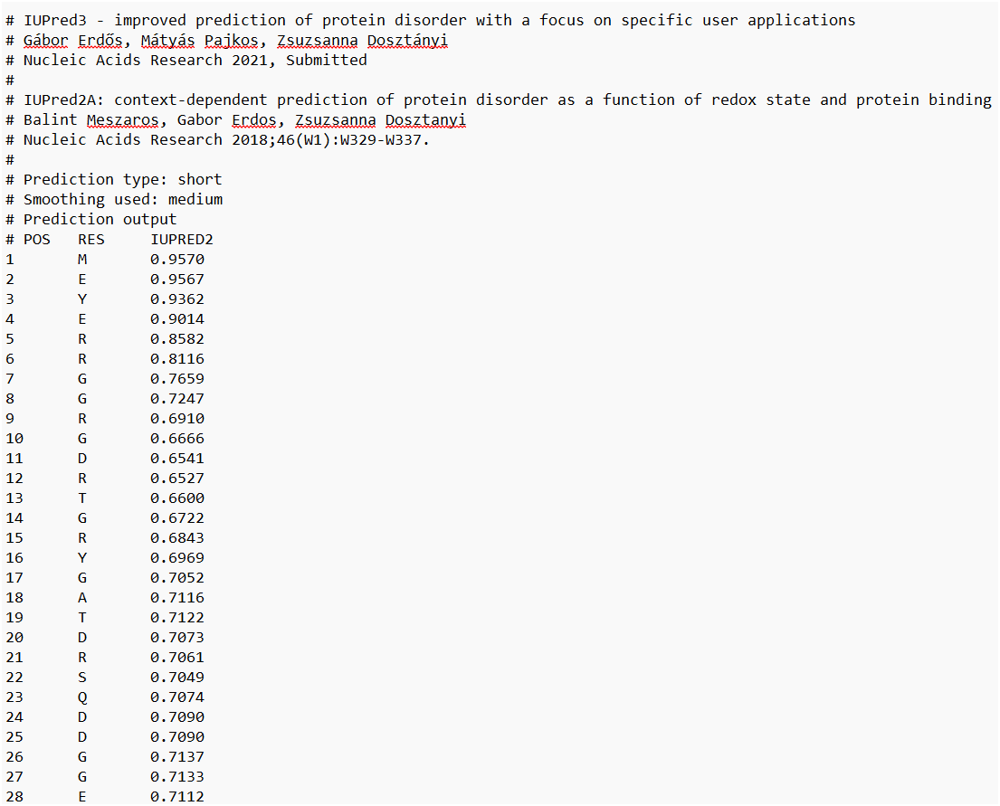 # IUPred3 - improved prediction of protein disorder with a focus on specific user applications
# Gábor Erdős, Mátyás Pajkos, Zsuzsanna Dosztányi
# Nucleic Acids Research 2021, Submitted
#
# IUPred2A: context-dependent prediction of protein disorder as a function of redox state and protein binding
# Balint Meszaros, Gabor Erdos, Zsuzsanna Dosztanyi
# Nucleic Acids Research 2018;46(W1):W329-W337.
#
# Prediction type: short
# Smoothing used: medium
# Prediction output
# POS RES IUPRED2
1 M 0.9570
2 E 0.9567
3 Y 0.9362
4 E 0.9014
5 R 0.8582
6 R 0.8116
7 G 0.7659
8 G 0.7247
9 R 0.6910
10 G 0.6666
11 D 0.6541
12 R 0.6527
13 T 0.6600
14 G 0.6722
15 R 0.6843
16 Y 0.6969
17 G 0.7052
18 A 0.7116
19 T 0.7122
20 D 0.7073
21 R 0.7061
22 S 0.7049
23 Q 0.7074
24 D 0.7090
25 D 0.7090
26 G 0.7137
27 G 0.7133
28 E 0.7112